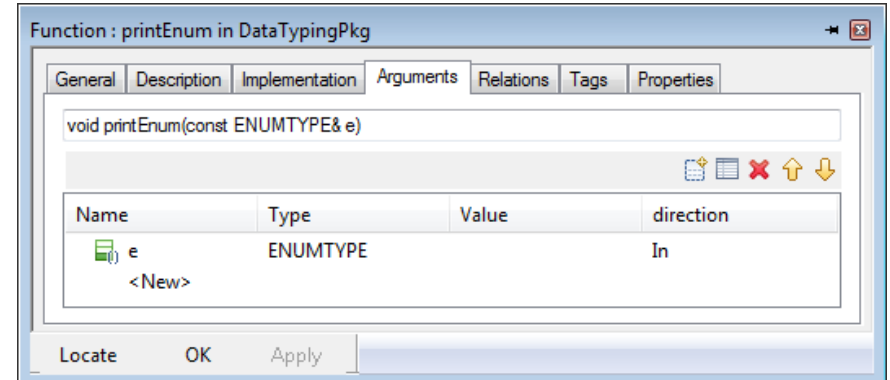 Function : printEnum in DataTypingPkg
General Description Implementation Arguments Relations Tags Properties
void printEnum(const ENUMTYPE& e)
Name Type Value direction
e ENUMTYPE In
<New>
Locate OK Apply